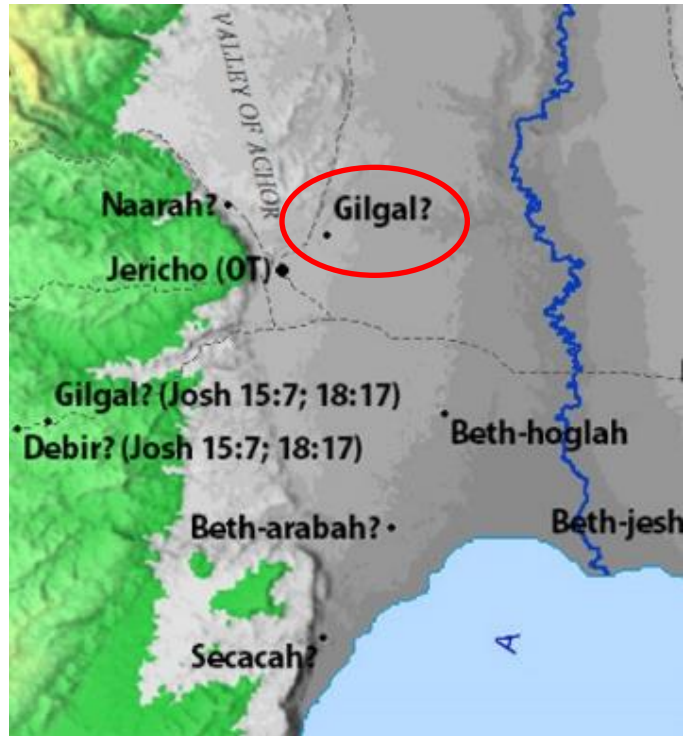 VALLEY OF ACHOR
Naarah?
Gilgal?
Jericho (OT)
Gilgal? (Josh 15:7; 18:17)
Debir? (Josh 15:7; 18:17)
Beth-hoglah
Beth-arabah?
Beth-jesh
Secacah?
A